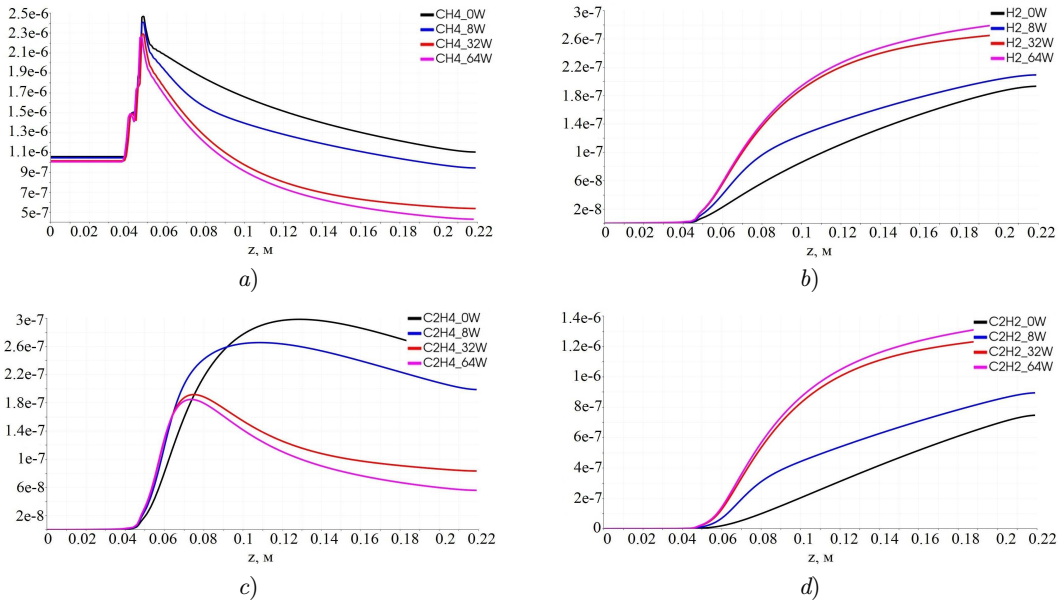 2.5e-6
2.3e-6
2.1e-6
1.9e-6
1.5e-6
1.3e-6
1.1e-6
9e-7
7e-7
5e-7
CH4_0W
CH4_8W
CH4_32W
CH4_64W
0 0.02 0.04 0.06 0.08 0.1 0.12 0.14 0.16 0.18 0.2 0.22
z, м
a)
3e-7
2.6e-7
2.2e-7
1.8e-7
1.4e-7
1e-7
6e-8
2e-8
H2_0W
H2_8W
H2_32W
H2_64W
0 0.02 0.04 0.06 0.08 0.1 0.12 0.14 0.16 0.18 0.2 0.22
z, м
b)
3e-7
2.6e-7
2.2e-7
1.8e-7
1.4e-7
1e-7
6e-8
2e-8
C2H4_0W
C2H4_8W
C2H4_32W
C2H4_64W
0 0.02 0.04 0.06 0.08 0.1 0.12 0.14 0.16 0.18 0.2 0.22
z, м
c)
1.4e-6
1.2e-6
1e-6
8e-7
6e-7
4e-7
2e-7
0
C2H2_0W
C2H2_8W
C2H2_32W
C2H2_64W
0 0.02 0.04 0.06 0.08 0.1 0.12 0.14 0.16 0.18 0.2 0.22
z, м
d)